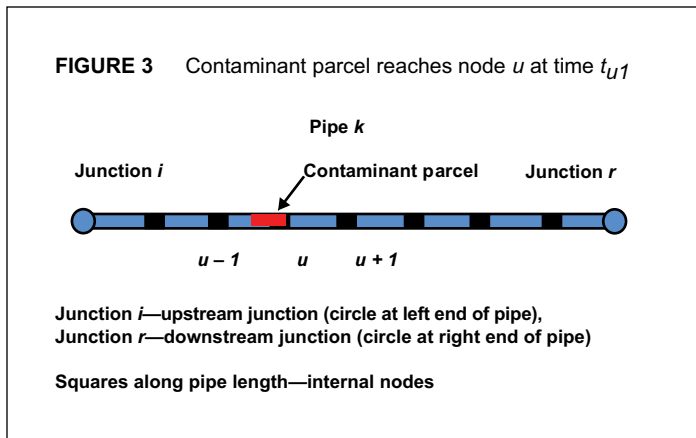 FIGURE 3 Contaminant parcel reaches node u at time tu1
Pipe k
Junction i Contaminant parcel Junction r
u – 1 u u + 1
Junction i—upstream junction (circle at left end of pipe),
Junction r—downstream junction (circle at right end of pipe)
Squares along pipe length—internal nodes